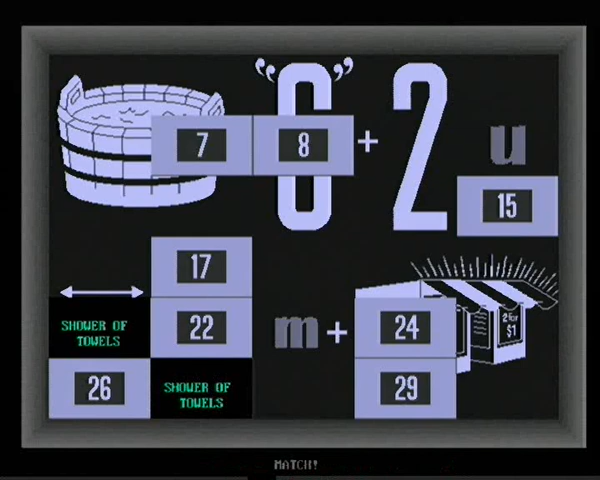 “0” + 2
7 8
u
15
17
SHOWER OF
TOWELS
22
m +
24
2 for
$1
26
SHOWER OF
TOWELS
29
MATCH!